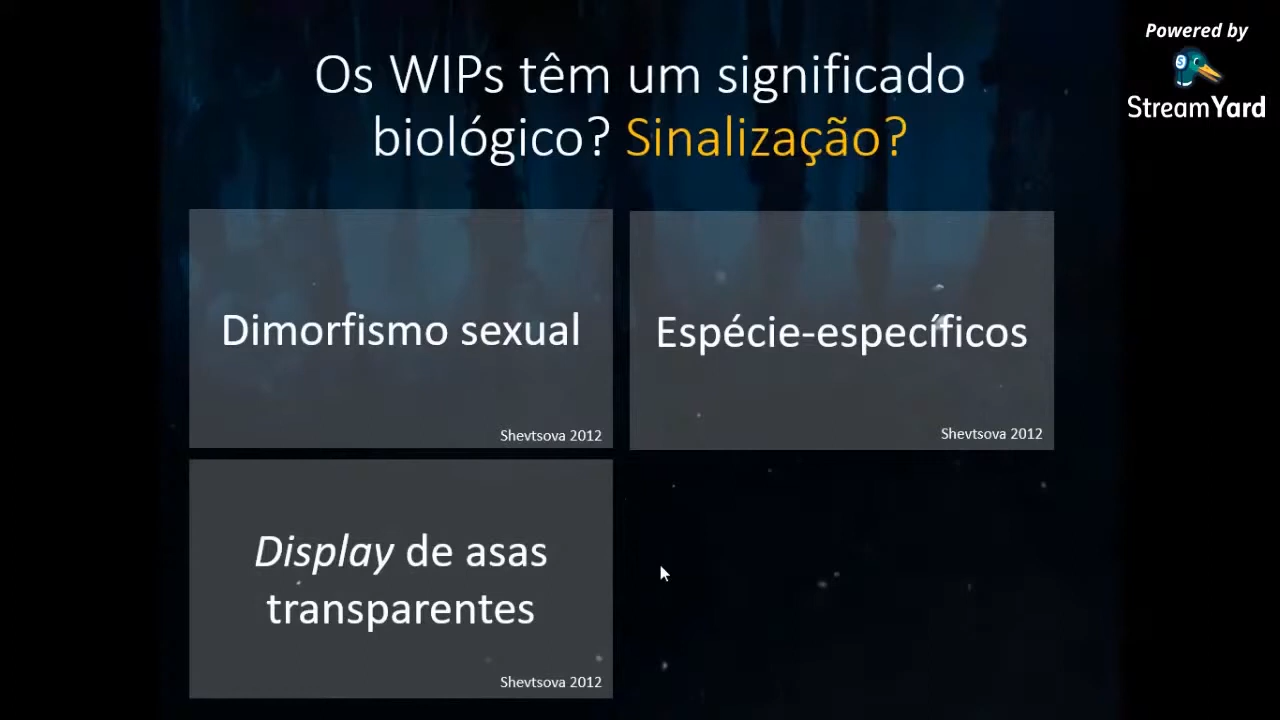 Powered by
StreamYard
Os WIPs têm um significado
biológico? Sinalização?
Dimorfismo sexual
Shevtsova 2012
Espécie-específicos
Shevtsova 2012
Display de asas
transparentes
Shevtsova 2012